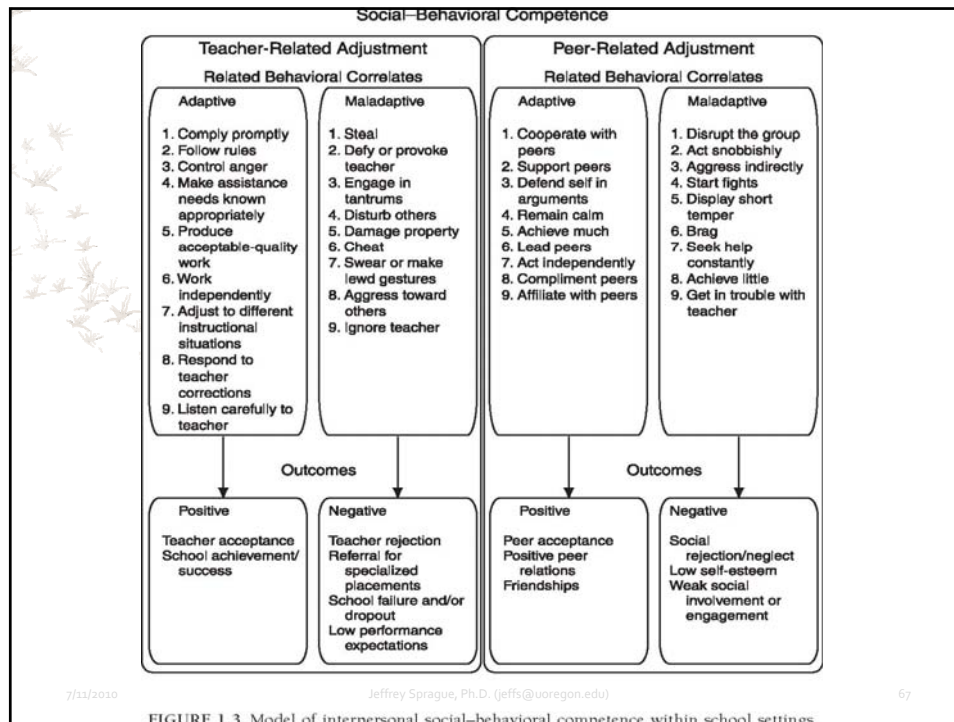 Social–Behavioral Competence
Teacher-Related Adjustment
Related Behavioral Correlates
Adaptive
1. Comply promptly
2. Follow rules
3. Control anger
4. Make assistance
needs known
appropriately
5. Produce
acceptable-quality
work
6. Work
independently
7. Adjust to different
instructional
situations
8. Respond to
teacher
corrections
9. Listen carefully to
teacher
Maladaptive
1. Steal
2. Defy or provoke
teacher
3. Engage in
tantrums
4. Disturb others
5. Damage property
6. Cheat
7. Swear or make
lewd gestures
8. Aggress toward
others
9. Ignore teacher
Outcomes
Positive
Teacher acceptance
School achievement/
success
Negative
Teacher rejection
Referral for
specialized
placements
School failure and/or
dropout
Low performance
expectations
Peer-Related Adjustment
Related Behavioral Correlates
Adaptive
1. Cooperate with
peers
2. Support peers
3. Defend self in
arguments
4. Remain calm
5. Achieve much
6. Lead peers
7. Act independently
8. Compliment peers
9. Affiliate with peers
Maladaptive
1. Disrupt the group
2. Act snobbishly
3. Aggress indirectly
4. Start fights
5. Display short
temper
6. Brag
7. Seek help
constantly
8. Achieve little
9. Get in trouble with
teacher
Outcomes
Positive
Peer acceptance
Positive peer
relations
Friendships
Negative
Social
rejection/neglect
Low self-esteem
Weak social
involvement or
engagement
7/11/2010
Jeffrey Sprague, Ph.D. (jeffs@uoregon.edu)
67
FIGURE 1.3 Model of interpersonal social–behavioral competence within school settings